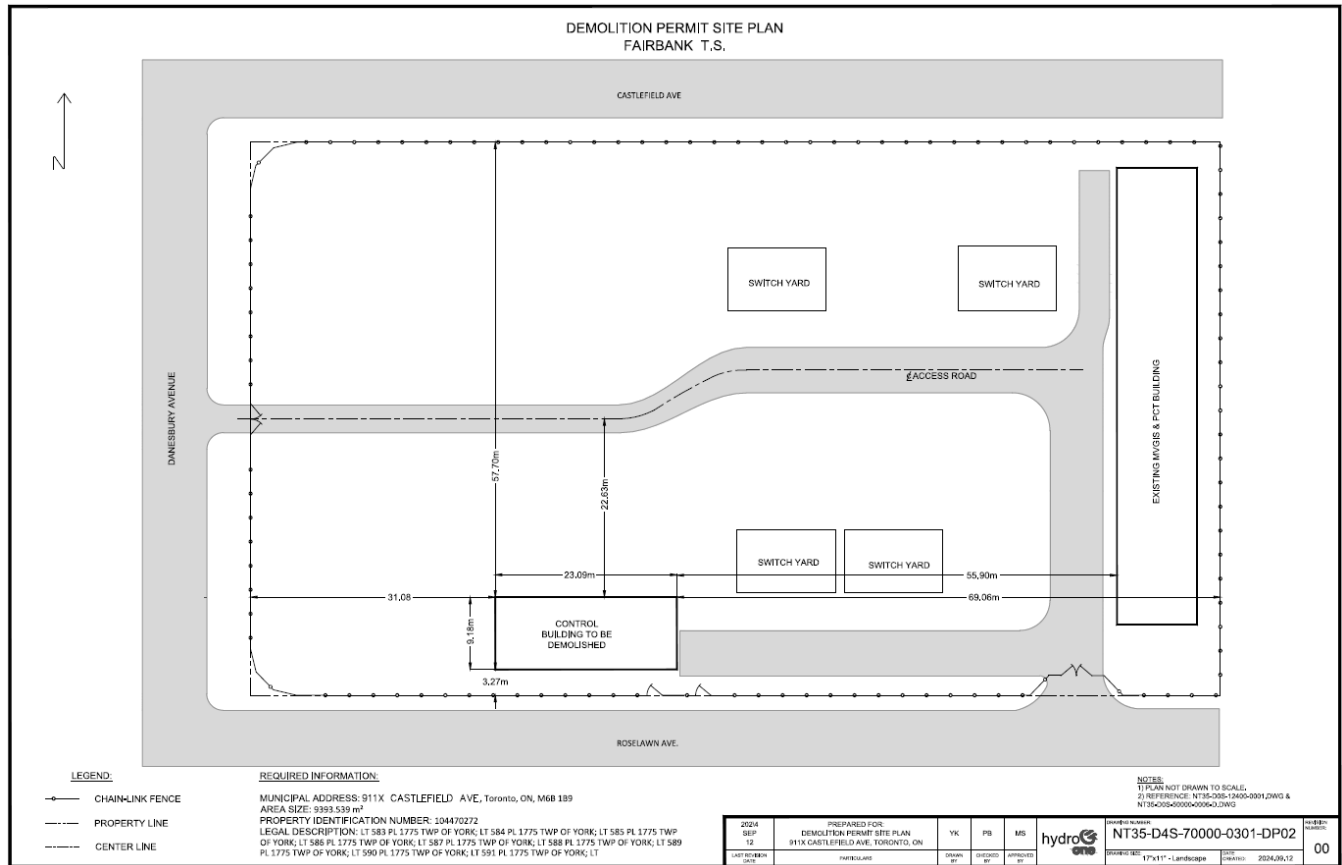 DEMOLITION PERMIT SITE PLAN
FAIRBANK T.S.
CASTLEFIELD AVE
N
SWITCH YARD
SWITCH YARD
DANESBURY AVENUE
℄ACCESS ROAD
EXISTING MVGIS & PCT BUILDING
57.70m
22.63m
SWITCH YARD
SWITCH YARD
23.09m
55.90m
31.08
69.06m
9.18m
CONTROL
BUILDING TO BE
DEMOLISHED
3.27m
ROSELAWN AVE.
LEGEND:
CHAIN-LINK FENCE
PROPERTY LINE
CENTER LINE
REQUIRED INFORMATION:
MUNICIPAL ADDRESS: 911X CASTLEFIELD AVE, Toronto, ON, M6B 1B9
AREA SIZE: 9393.539 m²
PROPERTY IDENTIFICATION NUMBER: 104470272
LEGAL DESCRIPTION: LT 583 PL 1775 TWP OF YORK; LT 584 PL 1775 TWP OF YORK; LT 585 PL 1775 TWP
OF YORK; LT 586 PL 1775 TWP OF YORK; LT 587 PL 1775 TWP OF YORK; LT 588 PL 1775 TWP OF YORK; LT 589
PL 1775 TWP OF YORK; LT 590 PL 1775 TWP OF YORK; LT 591 PL 1775 TWP OF YORK; LT
NOTES:
1) PLAN NOT DRAWN TO SCALE.
2) REFERENCE: NT35-D0S-12400-0001.DWG &
2024
SEP
12
LAST REVISION
DATE
PREPARED FOR:
DEMOLITION PERMIT SITE PLAN
911X CASTLEFIELD AVE, TORONTO, ON
PARTICULARS
YK
DRAWN
BY
PB
CHECKED
BY
MS
APPROVED
BY
hydro
one
DRAWING NUMBER:
NT35-D4S-70000-0301-DP02
DRAWING SIZE:
17"x11" - Landscape
DATE
CREATED:
2024.09.12
REVISION
NUMBER:
00